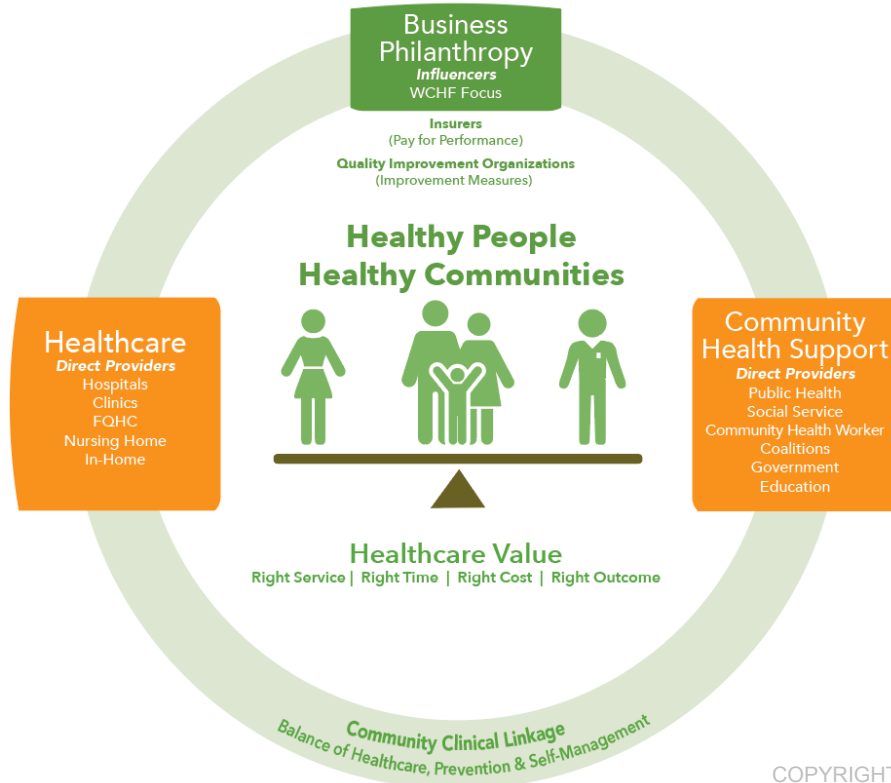 Business
Philanthropy
Influencers
WCHF Focus
Insurers
(Pay for Performance)
Quality Improvement Organizations
(Improvement Measures)
Healthy People
Healthy Communities
Healthcare
Direct Providers
Hospitals
Clinics
FQHC
Nursing Home
In-Home
Community
Health Support
Direct Providers
Public Health
Social Service
Community Health Worker
Coalitions
Government
Education
Healthcare Value
Right Service | Right Time | Right Cost | Right Outcome
Community Clinical Linkage
Balance of Healthcare, Prevention & Self-Management
COPYRIGHT